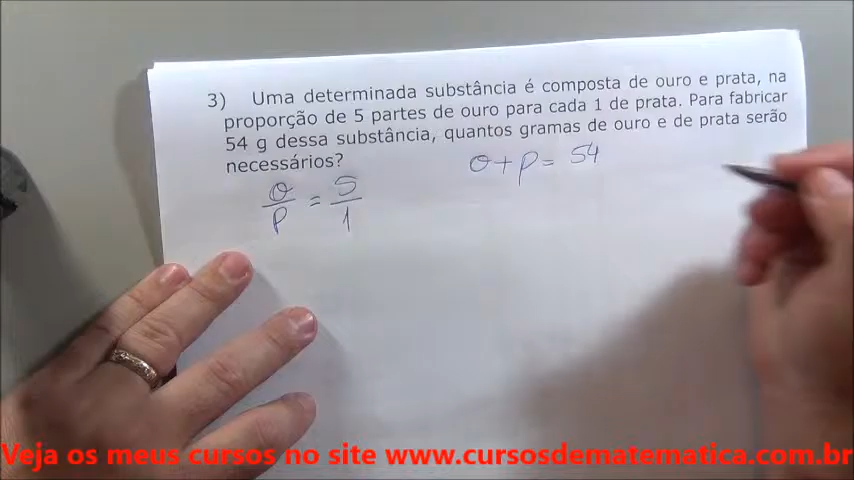 3) Uma determinada substância é composta de ouro e prata, na
proporção de 5 partes de ouro para cada 1 de prata. Para fabricar
54 g dessa substância, quantos gramas de ouro e de prata serão
necessários?
O + P = 54
O/P = 5/1
Veja os meus cursos no site www.cursosdematematica.com.br/